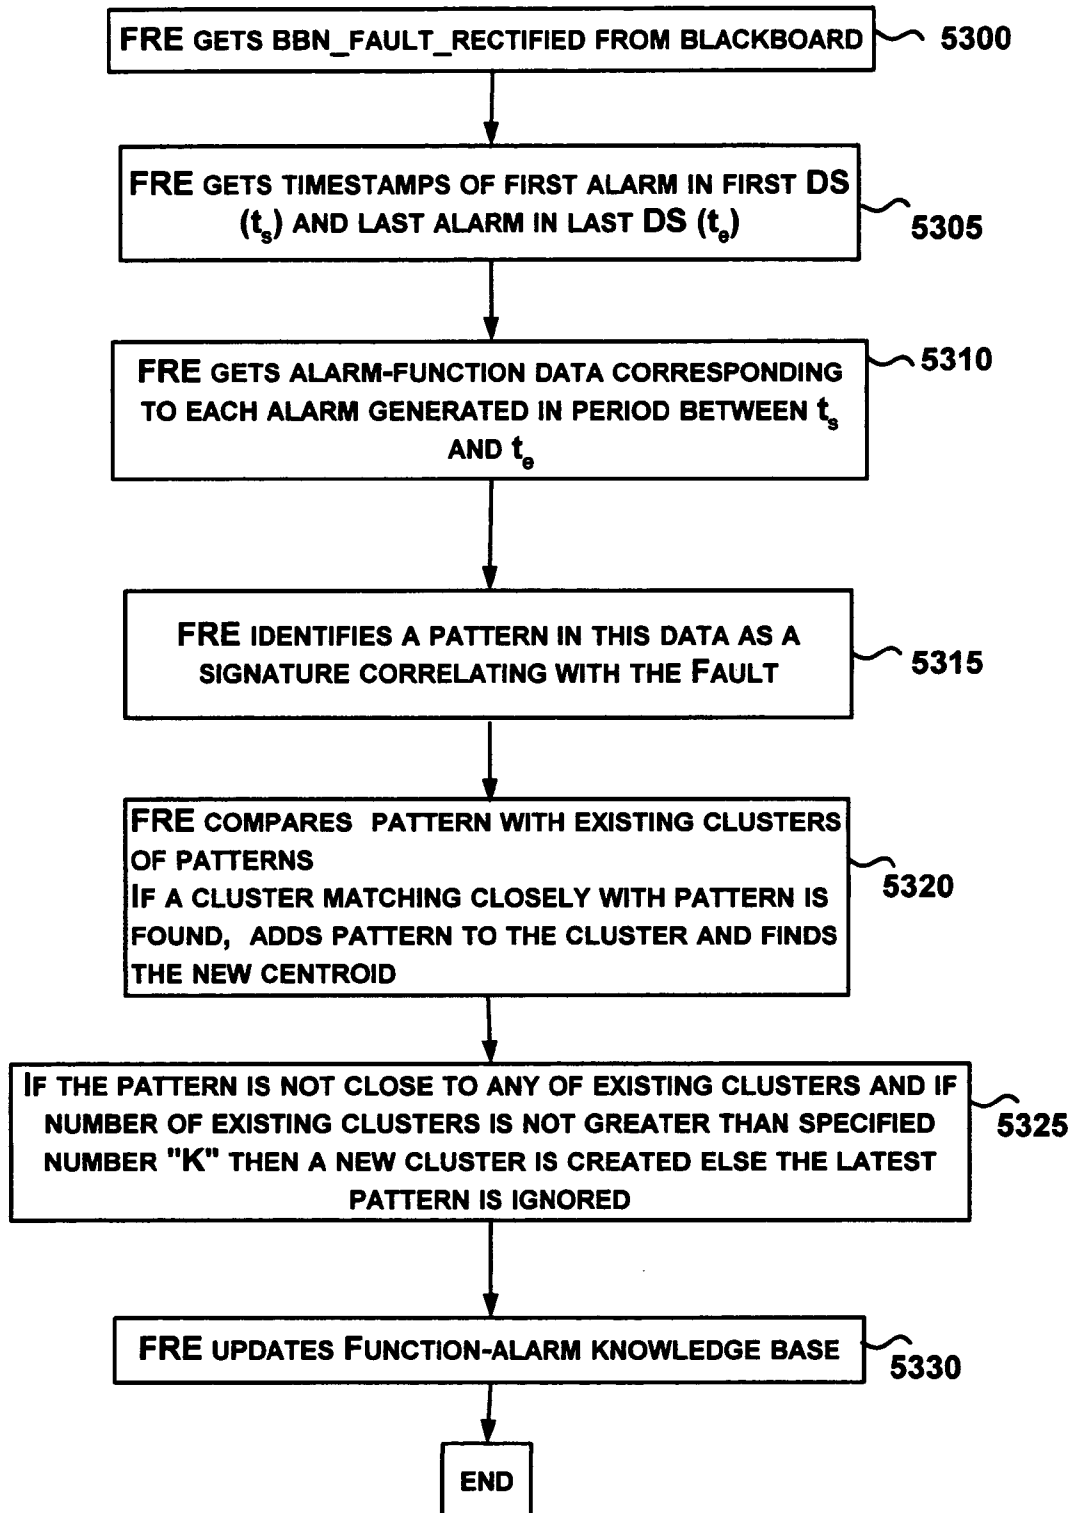 FRE GETS BBN_FAULT_RECTIFIED FROM BLACKBOARD
5300
FRE GETS TIMESTAMPS OF FIRST ALARM IN FIRST DS
(ts) AND LAST ALARM IN LAST DS (te)
5305
FRE GETS ALARM-FUNCTION DATA CORRESPONDING
TO EACH ALARM GENERATED IN PERIOD BETWEEN ts
AND te
5310
FRE IDENTIFIES A PATTERN IN THIS DATA AS A
SIGNATURE CORRELATING WITH THE FAULT
5315
FRE COMPARES PATTERN WITH EXISTING CLUSTERS
OF PATTERNS
IF A CLUSTER MATCHING CLOSELY WITH PATTERN IS
FOUND, ADDS PATTERN TO THE CLUSTER AND FINDS
THE NEW CENTROID
5320
IF THE PATTERN IS NOT CLOSE TO ANY OF EXISTING CLUSTERS AND IF
NUMBER OF EXISTING CLUSTERS IS NOT GREATER THAN SPECIFIED
NUMBER "K" THEN A NEW CLUSTER IS CREATED ELSE THE LATEST
PATTERN IS IGNORED
5325
FRE UPDATES FUNCTION-ALARM KNOWLEDGE BASE
5330
END